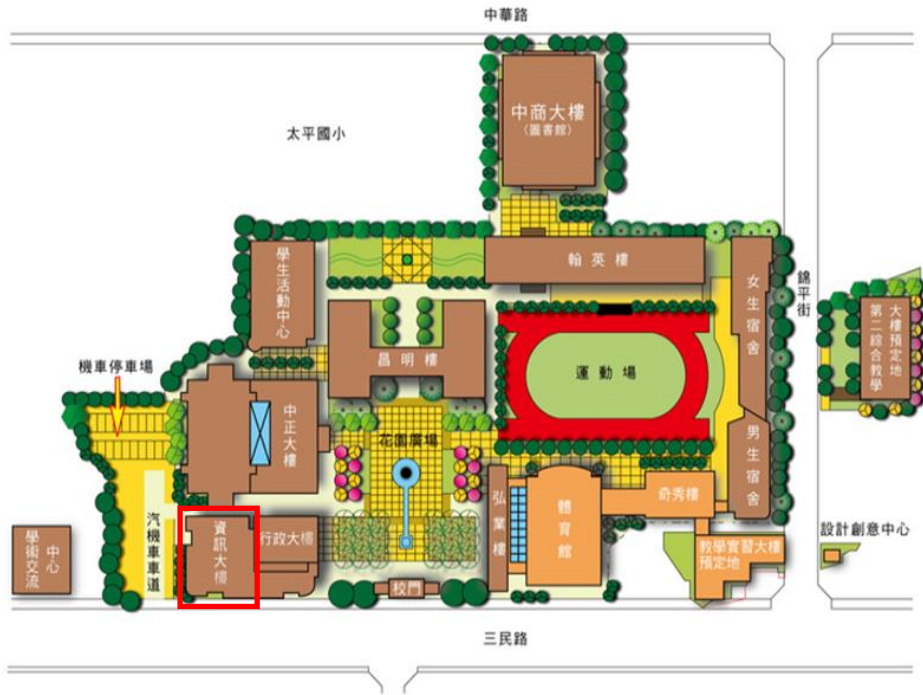 中華路
中商大樓
（圖書館）
太平國小
學生活動中心
翰英樓
女生宿舍
錦平街
大樓預定地
第二綜合教學
機車停車場
昌明樓
運動場
中正大樓
花園廣場
男生宿舍
弘業樓
體育館
奇秀樓
學術交流
中心
汽機車車道
資訊大樓
行政大樓
教學實習大樓
預定地
設計創意中心
校門
三民路